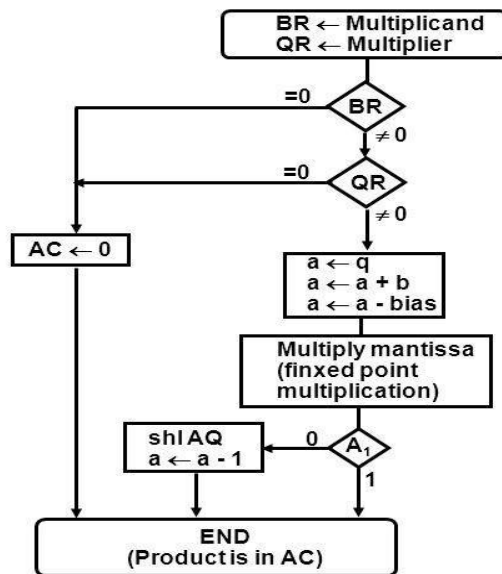 BR ← Multiplicand
QR ← Multiplier
=0
BR
≠ 0
=0
QR
≠ 0
AC ← 0
a ← q
a ← a + b
a ← a - bias
Multiply mantissa
(finxed point
multiplication)
shl AQ
a ← a - 1
0
A₁
1
END
(Product is in AC)